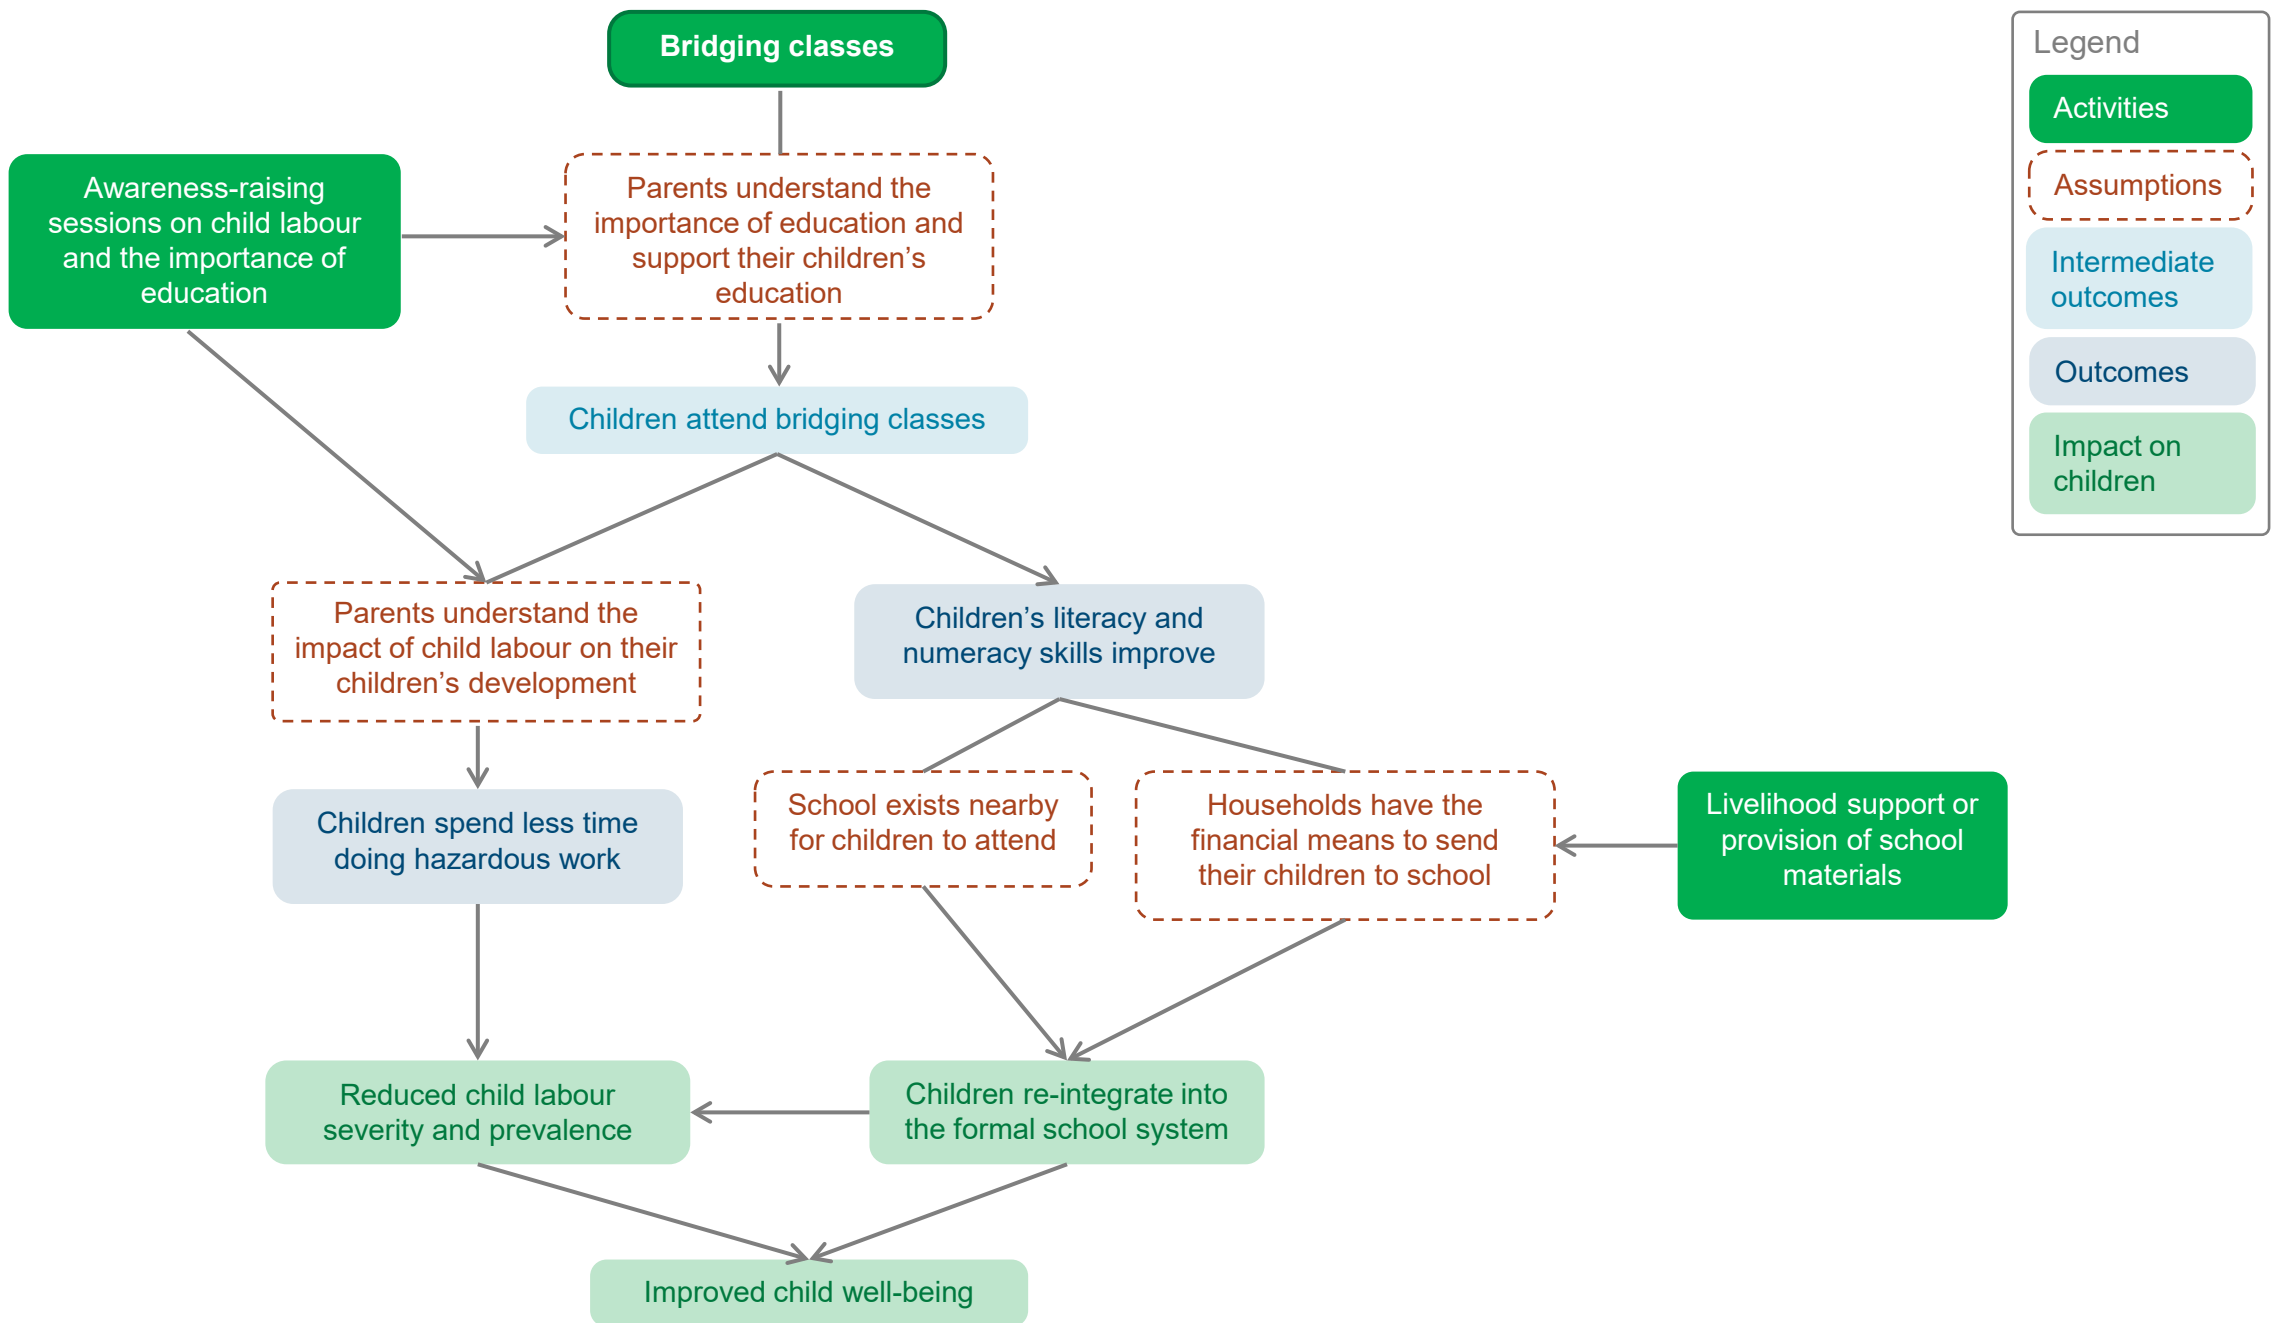 Bridging classes
Legend
Activities
Assumptions
Intermediate
outcomes
Outcomes
Impact on
children
Awareness-raising
sessions on child labour
and the importance of
education
Parents understand the
importance of education and
support their children’s
education
Children attend bridging classes
Parents understand the
impact of child labour on their
children’s development
Children’s literacy and
numeracy skills improve
Children spend less time
doing hazardous work
School exists nearby
for children to attend
Households have the
financial means to send
their children to school
Livelihood support or
provision of school
materials
Reduced child labour
severity and prevalence
Children re-integrate into
the formal school system
Improved child well-being